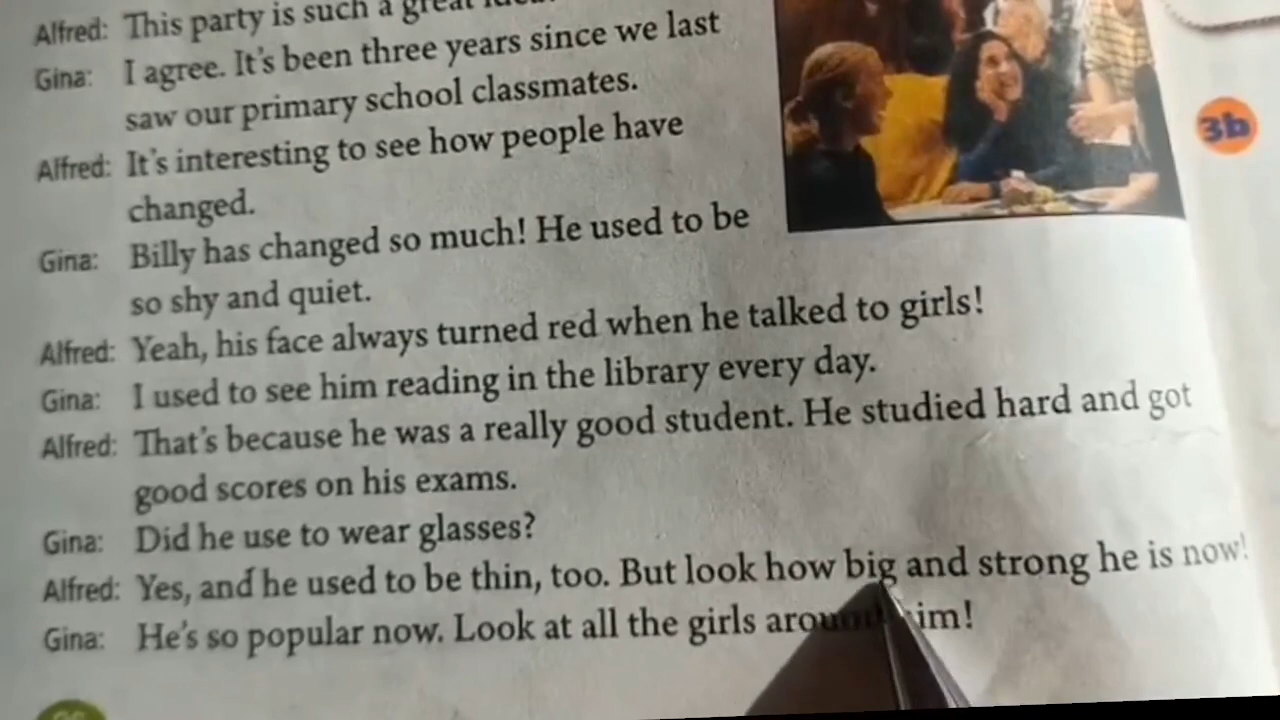 Alfred: This party is such a great
Gina: I agree. It's been three years since we last
saw our primary school classmates.
3b
Alfred: It's interesting to see how people have
changed.
Gina: Billy has changed so much! He used to be
so shy and quiet.
Alfred: Yeah, his face always turned red when he talked to girls!
Gina: I used to see him reading in the library every day.
Alfred: That's because he was a really good student. He studied hard and got
good scores on his exams.
Gina: Did he use to wear glasses?
Alfred: Yes, and he used to be thin, too. But look how big and strong he is now!
Gina: He's so popular now. Look at all the girls around him!